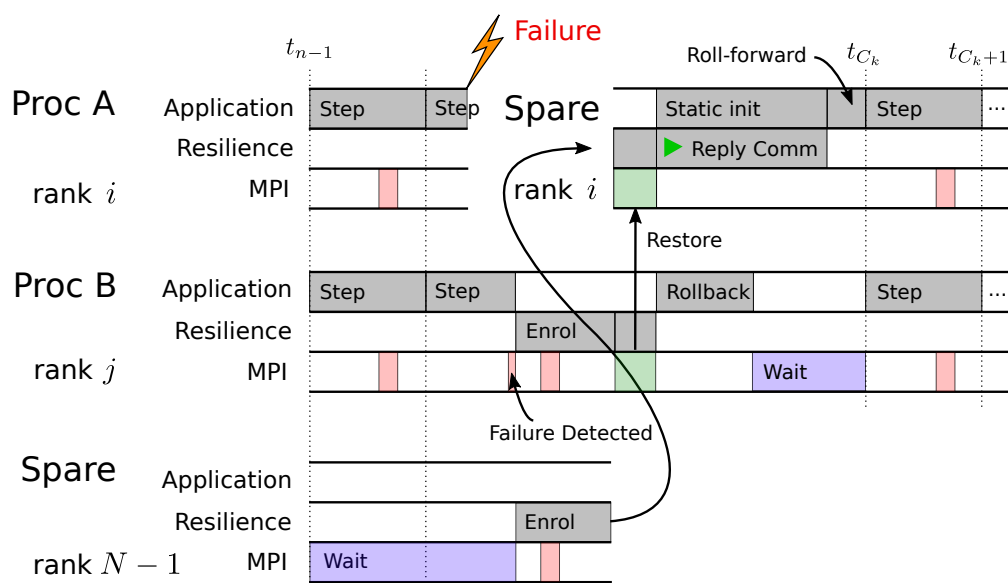 Failure
t_{n-1}
Roll-forward
t_{C_k}
t_{C_k+1}
Proc A
Application
Step
Step
Spare
Static init
Step
...
Resilience
Reply Comm
rank i
MPI
rank i
Restore
Proc B
Application
Step
Step
Rollback
Step
...
Resilience
Enrol
rank j
MPI
Wait
Failure Detected
Spare
Application
Resilience
Enrol
rank N − 1
MPI
Wait